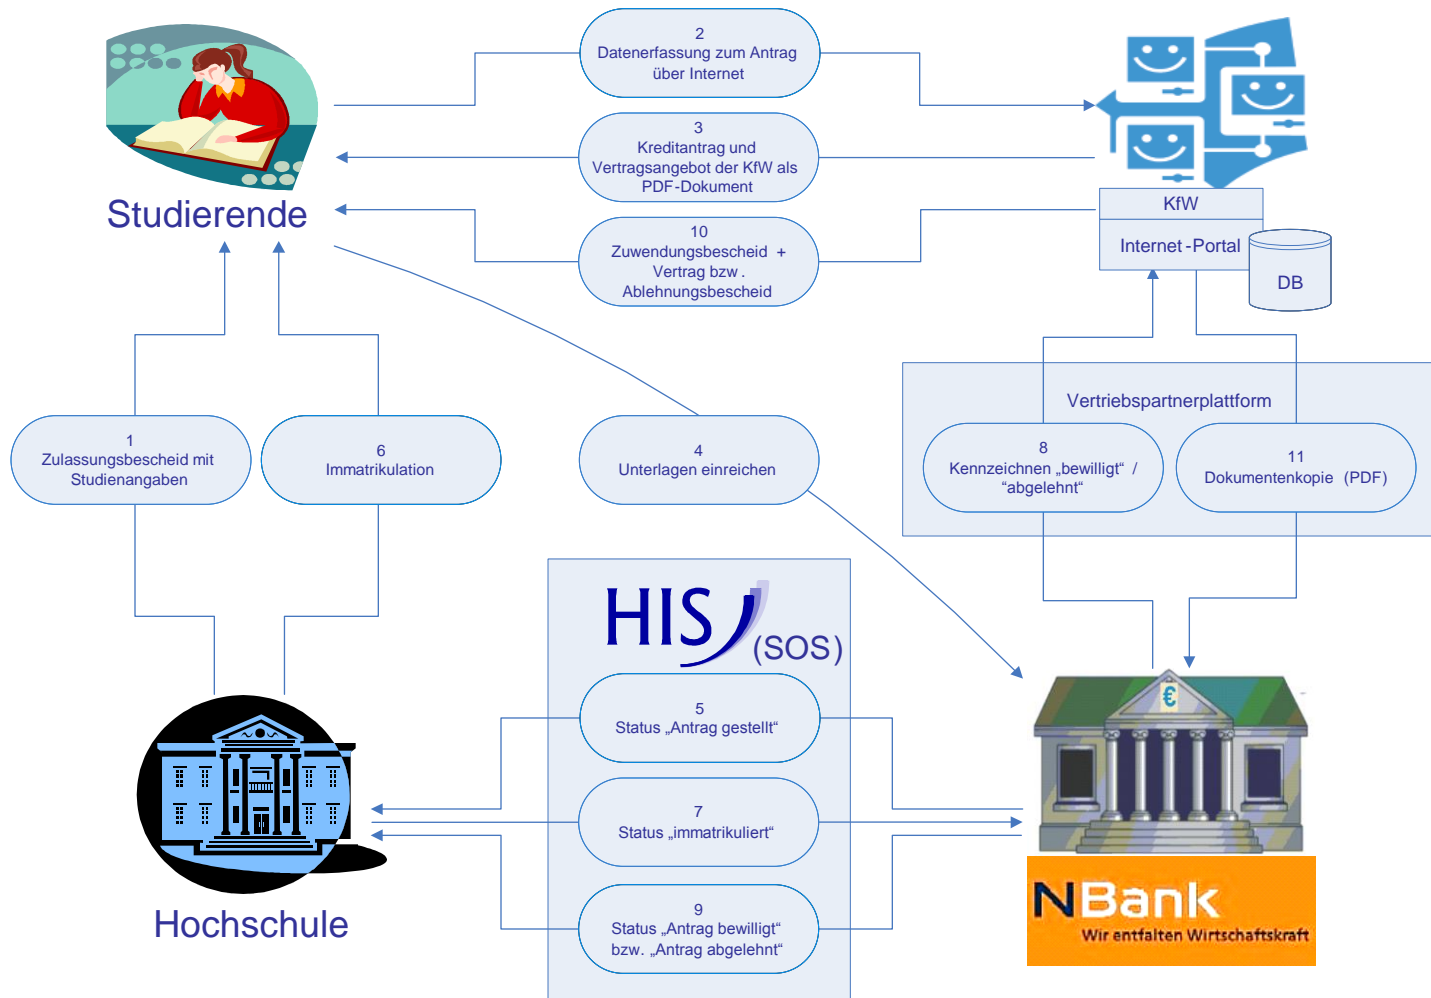 2
Datenerfassung zum Antrag
über Internet
3
Kreditantrag und
Vertragsangebot der KfW als
PDF-Dokument
Studierende
KfW
10
Zuwendungsbescheid +
Vertrag bzw.
Ablehnungsbescheid
Internet-Portal
DB
Vertriebspartnerplattform
1
Zulassungsbescheid mit
Studienangaben
6
Immatrikulation
4
Unterlagen einreichen
8
Kennzeichnen „bewilligt“ /
“abgelehnt“
11
Dokumentenkopie (PDF)
HIS
(SOS)
5
Status „Antrag gestellt“
€
7
Status „immatrikuliert“
9
Status „Antrag bewilligt“
bzw. „Antrag abgelehnt“
Hochschule
NBank
Wir entfalten Wirtschaftskraft